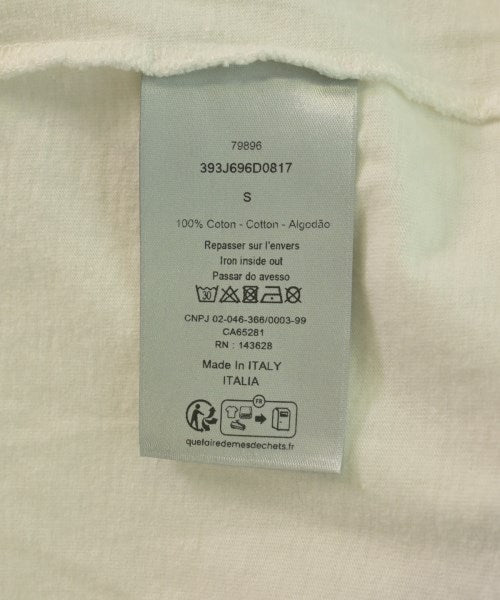 79896
393J696D0817
S
100% Coton - Cotton - Algodão
Repasser sur l'envers
Iron inside out
Passar do avesso
30
CNPJ 02-046-366/0003-99
CA65281
RN : 143628
Made In ITALY
ITALIA
FR
quefairedemesdechets.fr